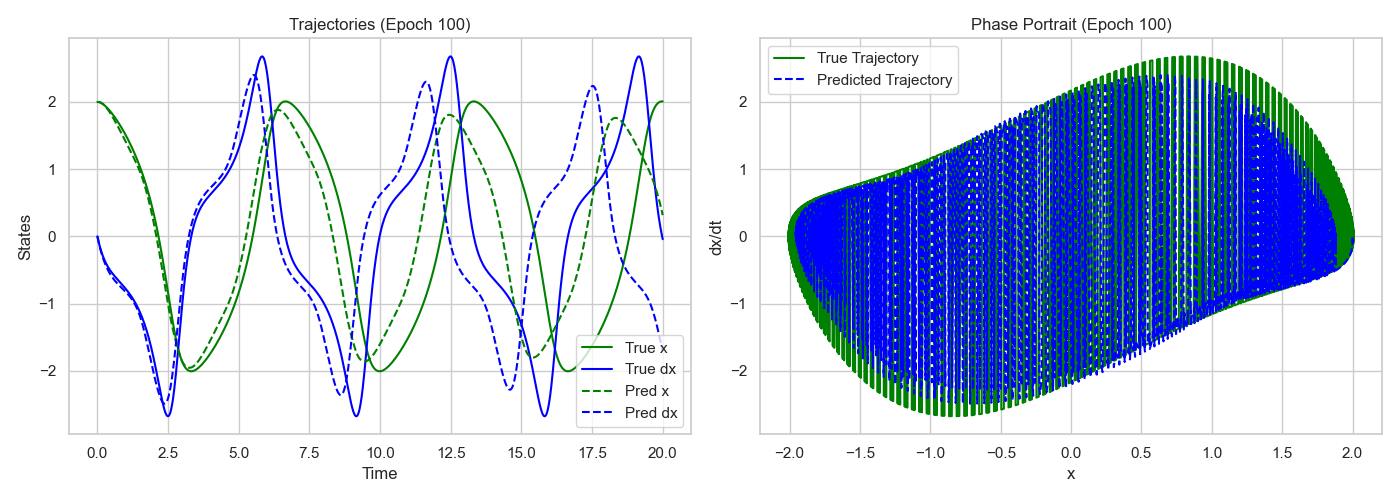 Trajectories (Epoch 100)
States
2
1
0
−1
−2
0.0 2.5 5.0 7.5 10.0 12.5 15.0 17.5 20.0
Time
True x
True dx
Pred x
Pred dx
Phase Portrait (Epoch 100)
True Trajectory
Predicted Trajectory
dx/dt
2
1
0
−1
−2
−2.0 −1.5 −1.0 −0.5 0.0 0.5 1.0 1.5 2.0
x